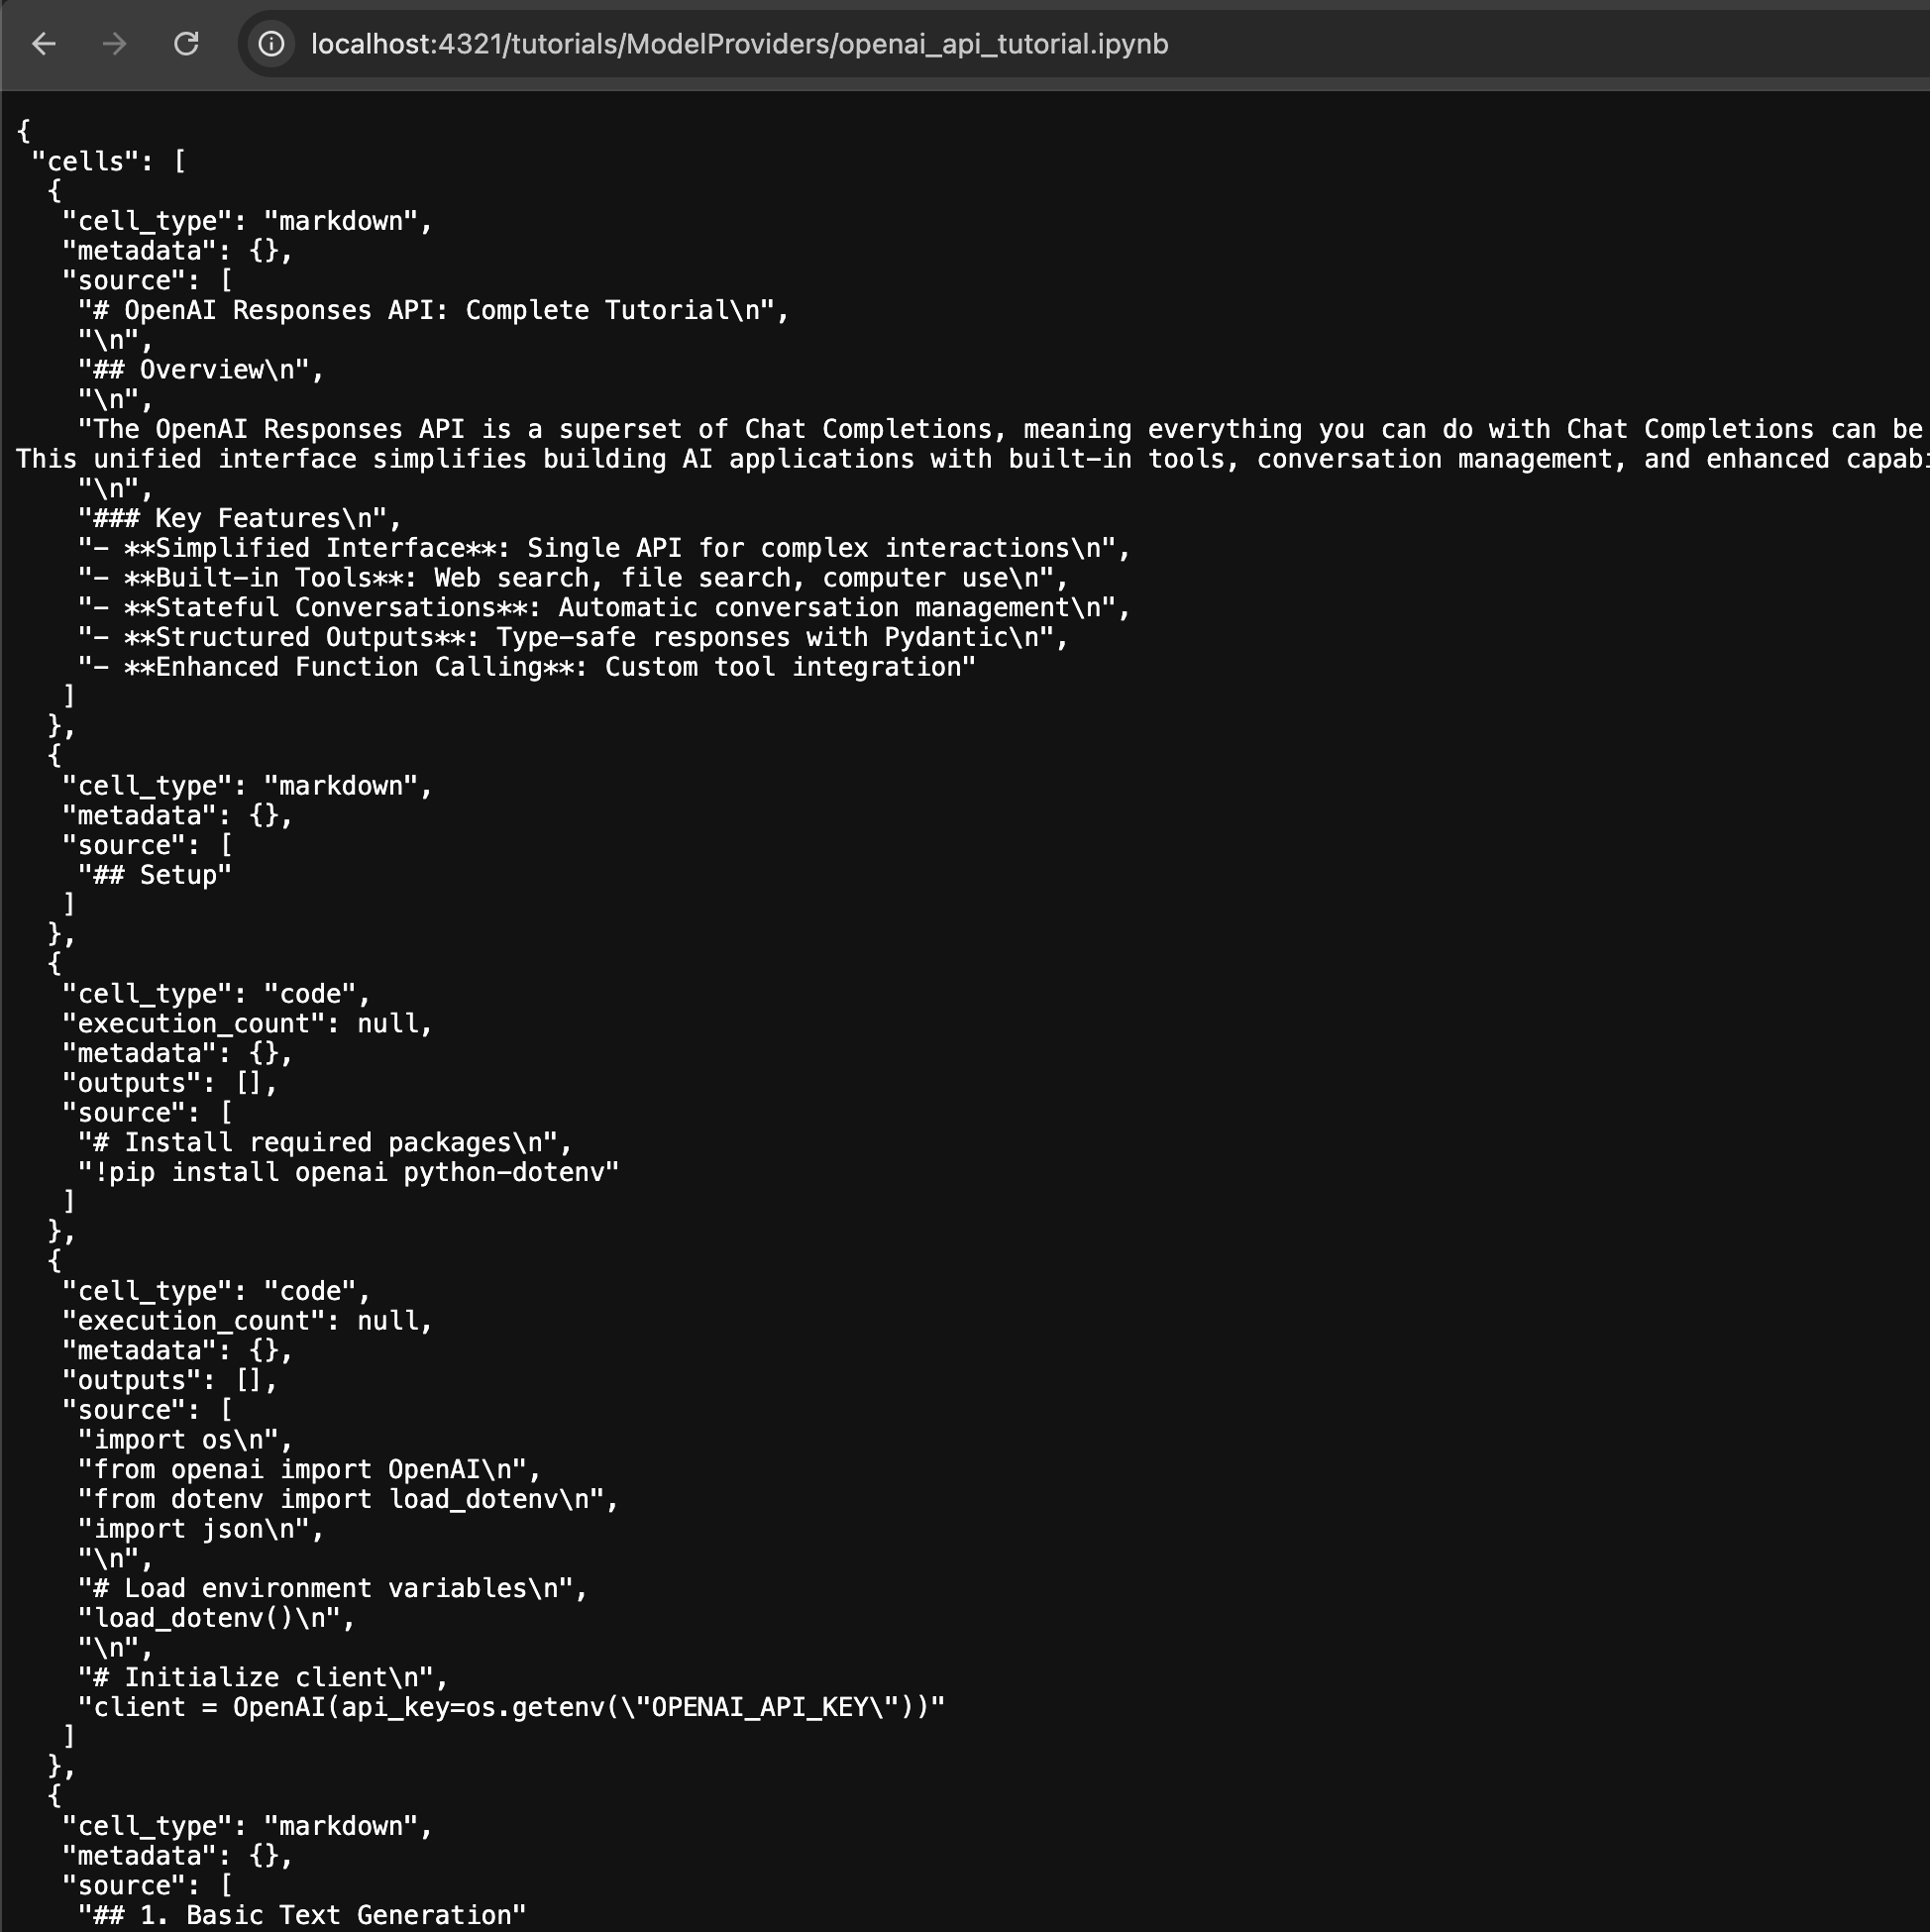 localhost:4321/tutorials/ModelProviders/openai_api_tutorial.ipynb
{
 "cells": [
  {
   "cell_type": "markdown",
   "metadata": {},
   "source": [
    "# OpenAI Responses API: Complete Tutorial\n",
    "\n",
    "## Overview\n",
    "\n",
    "The OpenAI Responses API is a superset of Chat Completions, meaning everything you can do with Chat Completions can be
This unified interface simplifies building AI applications with built-in tools, conversation management, and enhanced
    "\n",
    "### Key Features\n",
    "- **Simplified Interface**: Single API for complex interactions\n",
    "- **Built-in Tools**: Web search, file search, computer use\n",
    "- **Stateful Conversations**: Automatic conversation management\n",
    "- **Structured Outputs**: Type-safe responses with Pydantic\n",
    "- **Enhanced Function Calling**: Custom tool integration"
   ]
  },
  {
   "cell_type": "markdown",
   "metadata": {},
   "source": [
    "## Setup"
   ]
  },
  {
   "cell_type": "code",
   "execution_count": null,
   "metadata": {},
   "outputs": [],
   "source": [
    "# Install required packages\n",
    "!pip install openai python-dotenv"
   ]
  },
  {
   "cell_type": "code",
   "execution_count": null,
   "metadata": {},
   "outputs": [],
   "source": [
    "import os\n",
    "from openai import OpenAI\n",
    "from dotenv import load_dotenv\n",
    "import json\n",
    "\n",
    "# Load environment variables\n",
    "load_dotenv()\n",
    "\n",
    "# Initialize client\n",
    "client = OpenAI(api_key=os.getenv(\"OPENAI_API_KEY\"))"
   ]
  },
  {
   "cell_type": "markdown",
   "metadata": {},
   "source": [
    "## 1. Basic Text Generation"